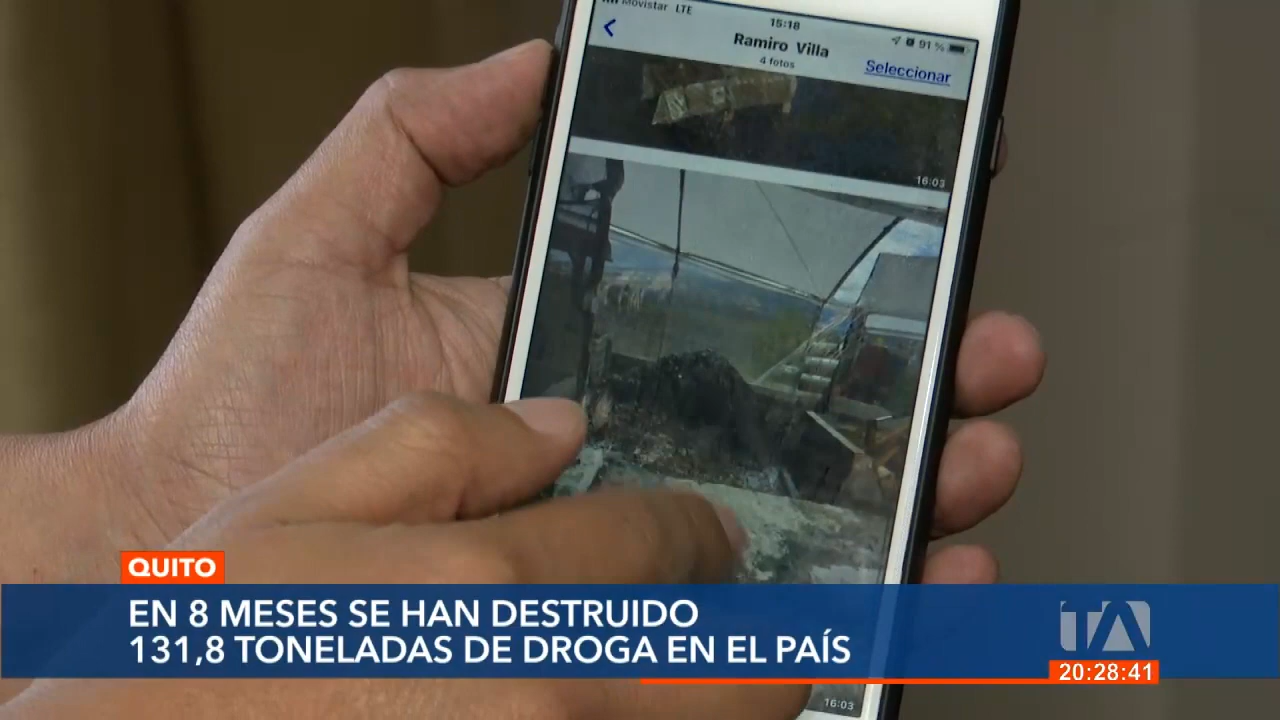 Movistar LTE
15:18
91 %
Ramiro Villa
4 fotos
Seleccionar
16:03
16:03
QUITO
EN 8 MESES SE HAN DESTRUIDO
131,8 TONELADAS DE DROGA EN EL PAÍS
TA
20:28:41